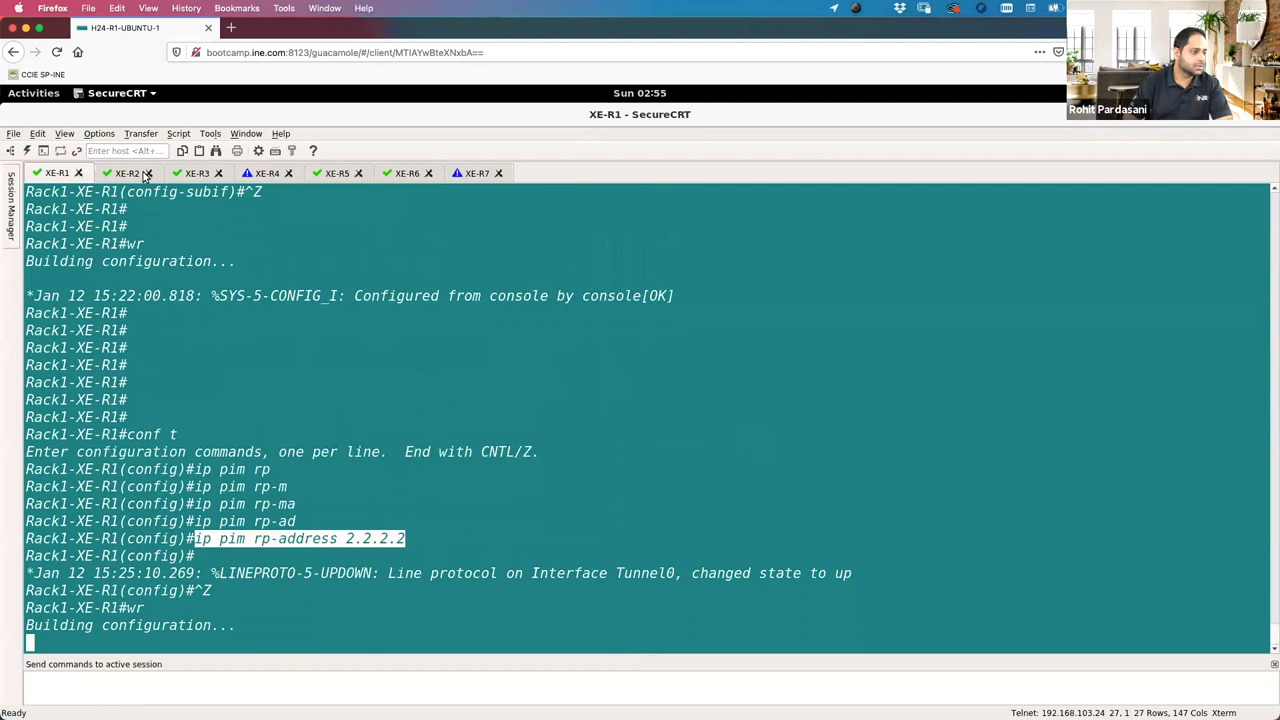 Firefox File Edit View History Bookmarks Tools Window Help
H24-R1-UBUNTU-1
bootcamp.ine.com:8123/guacamole/#/client/MTIAYwBteXNxbA==
CCIE SP-INE
Activities SecureCRT Sun 02:55
XE-R1 - SecureCRT
Rohit Pardasani
File Edit View Options Transfer Script Tools Window Help
Enter host <Alt+...
XE-R1 XE-R2 XE-R3 XE-R4 XE-R5 XE-R6 XE-R7
Session Manager
Rack1-XE-R1(config-subif)#^Z
Rack1-XE-R1#
Rack1-XE-R1#
Rack1-XE-R1#wr
Building configuration...
*Jan 12 15:22:00.818: %SYS-5-CONFIG_I: Configured from console by console[OK]
Rack1-XE-R1#
Rack1-XE-R1#
Rack1-XE-R1#
Rack1-XE-R1#
Rack1-XE-R1#
Rack1-XE-R1#
Rack1-XE-R1#
Rack1-XE-R1#conf t
Enter configuration commands, one per line.  End with CNTL/Z.
Rack1-XE-R1(config)#ip pim rp
Rack1-XE-R1(config)#ip pim rp-m
Rack1-XE-R1(config)#ip pim rp-ma
Rack1-XE-R1(config)#ip pim rp-ad
Rack1-XE-R1(config)#ip pim rp-address 2.2.2.2
Rack1-XE-R1(config)#
*Jan 12 15:25:10.269: %LINEPROTO-5-UPDOWN: Line protocol on Interface Tunnel0, changed state to up
Rack1-XE-R1(config)#^Z
Rack1-XE-R1#wr
Building configuration...
Send commands to active session
Ready Telnet: 192.168.103.24 27, 1 27 Rows, 147 Cols Xterm